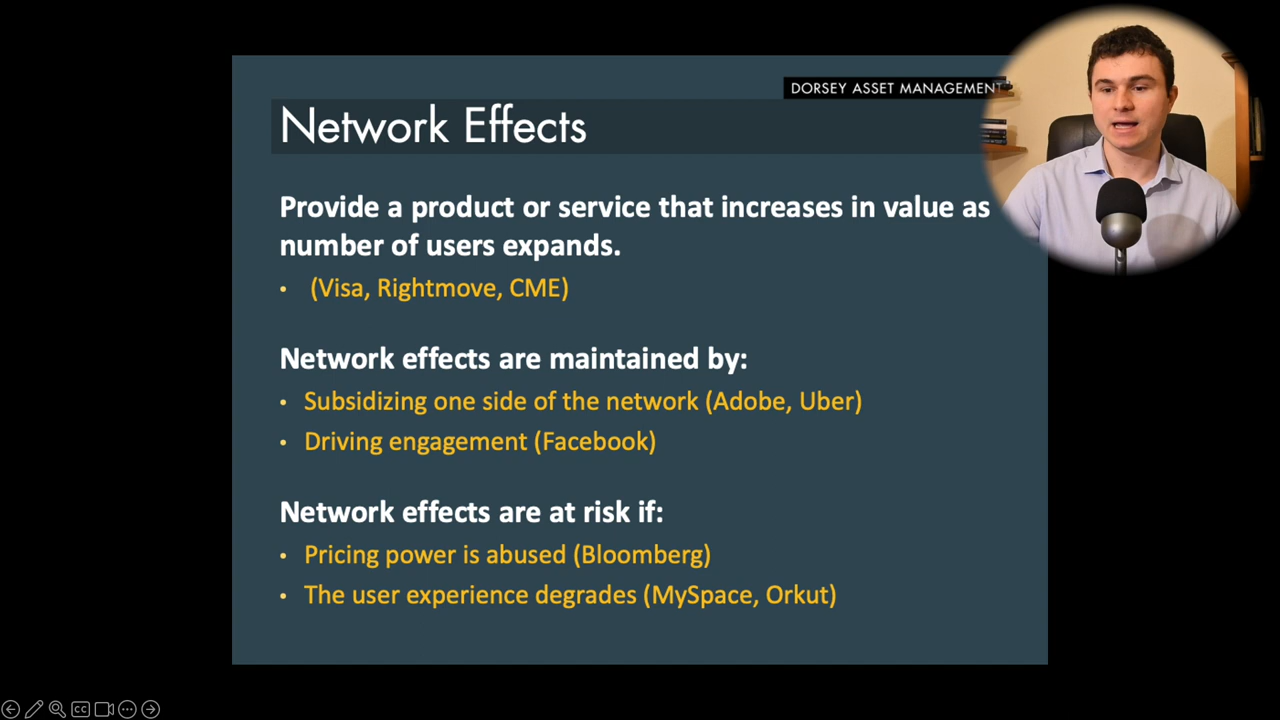 DORSEY ASSET MANAGEMENT
Network Effects
Provide a product or service that increases in value as
number of users expands.
• (Visa, Rightmove, CME)
Network effects are maintained by:
• Subsidizing one side of the network (Adobe, Uber)
• Driving engagement (Facebook)
Network effects are at risk if:
• Pricing power is abused (Bloomberg)
• The user experience degrades (MySpace, Orkut)
CC